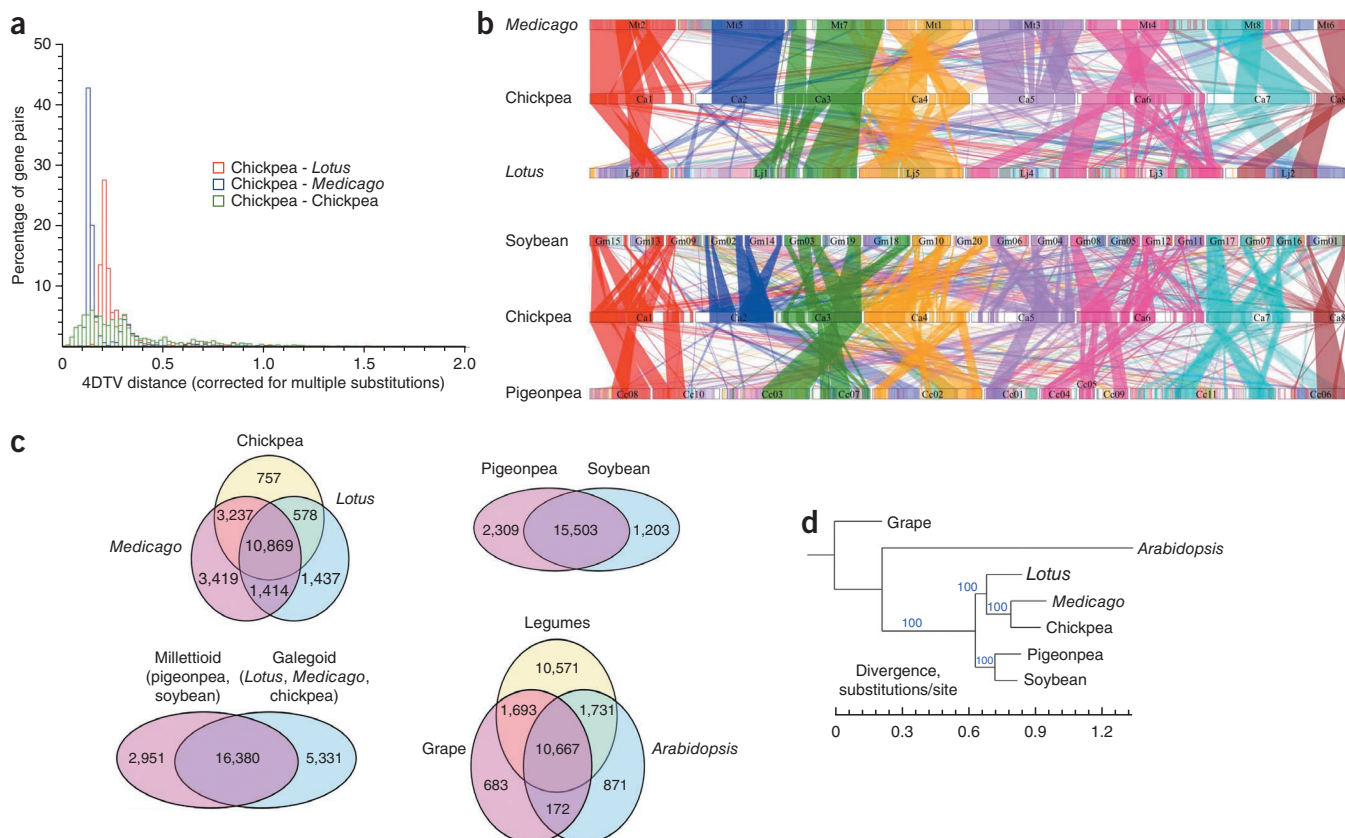 a
50
40
30
20
10
Percentage of gene pairs
Chickpea - Lotus
Chickpea - Medicago
Chickpea - Chickpea
0
0.5
1.0
1.5
2.0
4DTV distance (corrected for multiple substitutions)
b
Medicago
Mt2
Mt5
Mt7
Mt1
Mt3
Mt4
Mt8
Mt6
Chickpea
Ca1
Ca2
Ca3
Ca4
Ca5
Ca6
Ca7
Ca8
Lotus
Lj6
Lj1
Lj5
Lj4
Lj3
Lj2
Soybean
Gm15
Gm13
Gm09
Gm02
Gm14
Gm03
Gm19
Gm18
Gm10
Gm20
Gm06
Gm04
Gm08
Gm05
Gm12
Gm11
Gm17
Gm07
Gm16
Gm01
Chickpea
Ca1
Ca2
Ca3
Ca4
Ca5
Ca6
Ca7
Ca8
Pigeonpea
Cc08
Cc10
Cc03
Cc07
Cc02
Cc01
Cc04
Cc05
Cc09
Cc11
Cc06
c
Chickpea
757
Lotus
3,237
578
Medicago
10,869
3,419
1,437
1,414
Pigeonpea
Soybean
2,309
15,503
1,203
Millettioid
(pigeonpea,
soybean)
Galegoid
(Lotus, Medicago,
chickpea)
2,951
16,380
5,331
Legumes
10,571
1,693
1,731
Grape
10,667
Arabidopsis
683
871
172
d
Grape
Arabidopsis
100
Lotus
Medicago
100
100
Chickpea
Pigeonpea
100
Soybean
Divergence,
substitutions/site
0
0.3
0.6
0.9
1.2